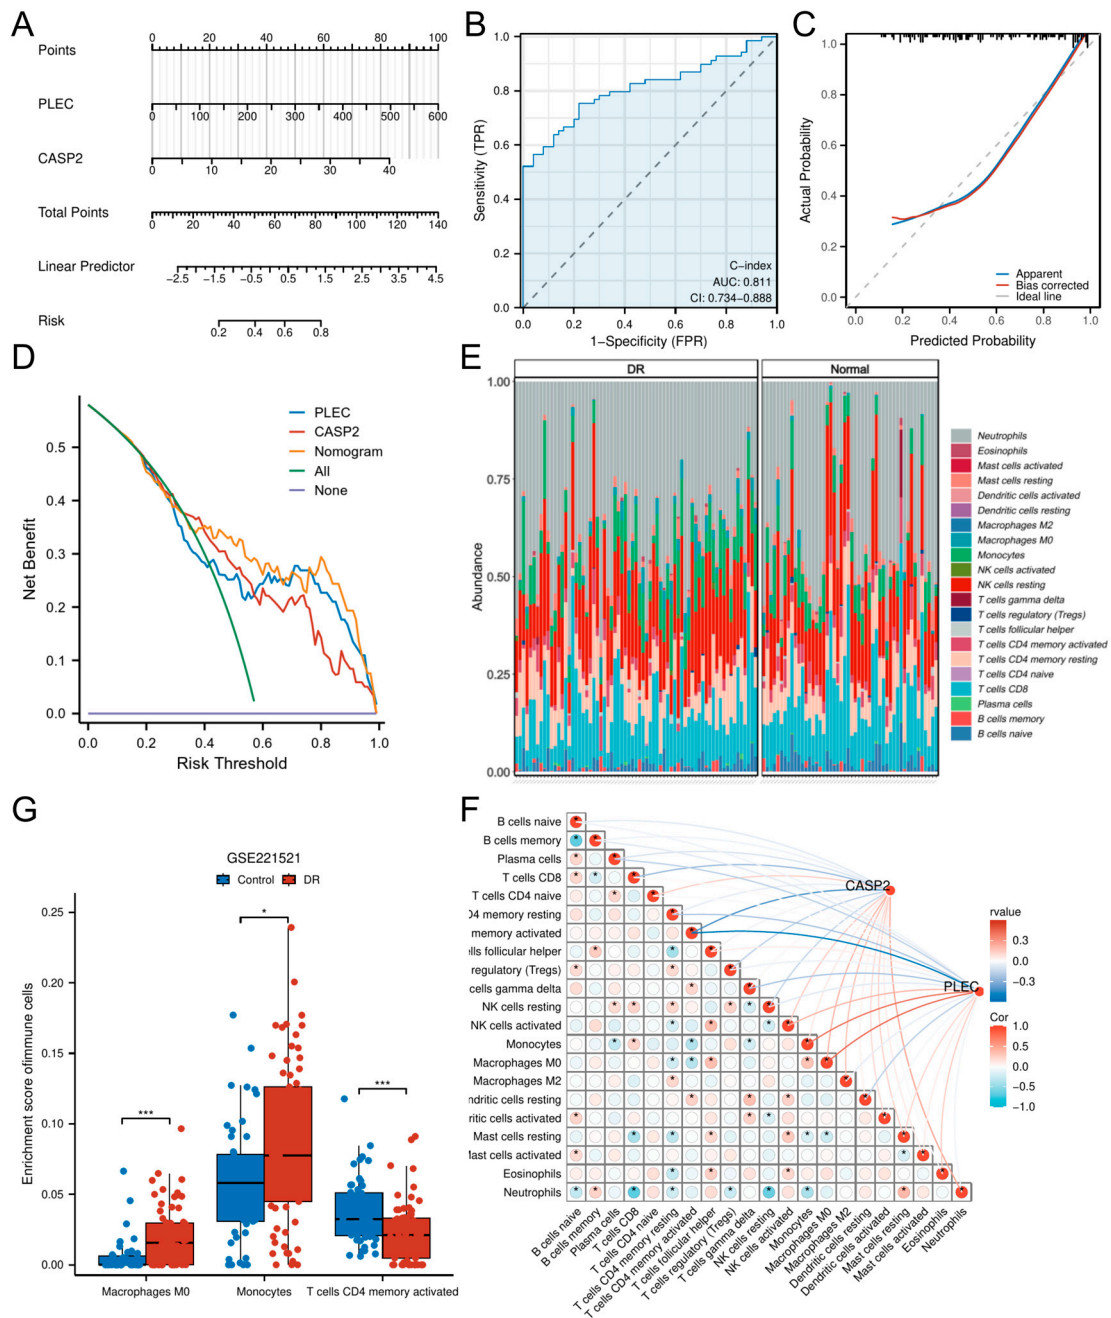 A
Points
0 20 40 60 80 100
PLEC
0 100 200 300 400 500 600
CASP2
0 10 20 30 40
Total Points
0 20 40 60 80 100 120 140
Linear Predictor
−2.5 −1.5 −0.5 0.5 1.5 2.5 3.5 4.5
Risk
0.2 0.4 0.6 0.8
B
Sensitivity (TPR)
1.0
0.8
0.6
0.4
0.2
0.0
C−index
AUC: 0.811
CI: 0.734−0.888
0.0 0.2 0.4 0.6 0.8 1.0
1−Specificity (FPR)
C
Actual Probability
1.0
0.8
0.6
0.4
0.2
0.0
Apparent
Bias corrected
Ideal line
0.0 0.2 0.4 0.6 0.8 1.0
Predicted Probability
D
Net Benefit
0.5
0.4
0.3
0.2
0.1
0.0
PLEC
CASP2
Nomogram
All
None
0.0 0.2 0.4 0.6 0.8 1.0
Risk Threshold
E
DR Normal
Abundance
1.00
0.75
0.50
0.25
0.00
Neutrophils
Eosinophils
Mast cells activated
Mast cells resting
Dendritic cells activated
Dendritic cells resting
Macrophages M2
Macrophages M0
Monocytes
NK cells activated
NK cells resting
T cells gamma delta
T cells regulatory (Tregs)
T cells follicular helper
T cells CD4 memory activated
T cells CD4 memory resting
T cells CD4 naive
T cells CD8
Plasma cells
B cells memory
B cells naive
G
GSE221521
Control DR
Enrichment score ofimmune cells
0.25
0.20
0.15
0.10
0.05
0.00
***
*
***
Macrophages M0 Monocytes T cells CD4 memory activated
F
B cells naive
B cells memory
Plasma cells
T cells CD8
T cells CD4 naive
04 memory resting
memory activated
ells follicular helper
regulatory (Tregs)
cells gamma delta
NK cells resting
NK cells activated
Monocytes
Macrophages M0
Macrophages M2
ndritic cells resting
ritic cells activated
Mast cells resting
Mast cells activated
Eosinophils
Neutrophils
CASP2
PLEC
rvalue
0.3
0.0
−0.3
Cor
1.0
0.5
0.0
−0.5
−1.0
B cells naive
B cells memory
Plasma cells
T cells CD8
T cells CD4 naive
T cells CD4 memory resting
T cells CD4 memory activated
T cells follicular helper
T cells regulatory (Tregs)
T cells gamma delta
NK cells resting
NK cells activated
Monocytes
Macrophages M0
Macrophages M2
Dendritic cells resting
Dendritic cells activated
Mast cells resting
Mast cells activated
Eosinophils
Neutrophils